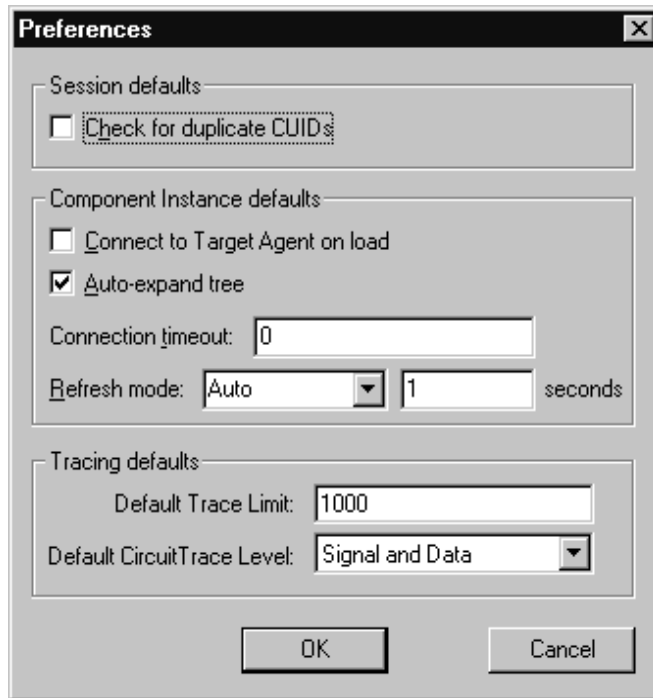 Preferences
Session defaults
Check for duplicate CUIDs
Component Instance defaults
Connect to Target Agent on load
Auto-expand tree
Connection timeout: 0
Refresh mode: Auto 1 seconds
Tracing defaults
Default Trace Limit: 1000
Default CircuitTrace Level: Signal and Data
OK Cancel